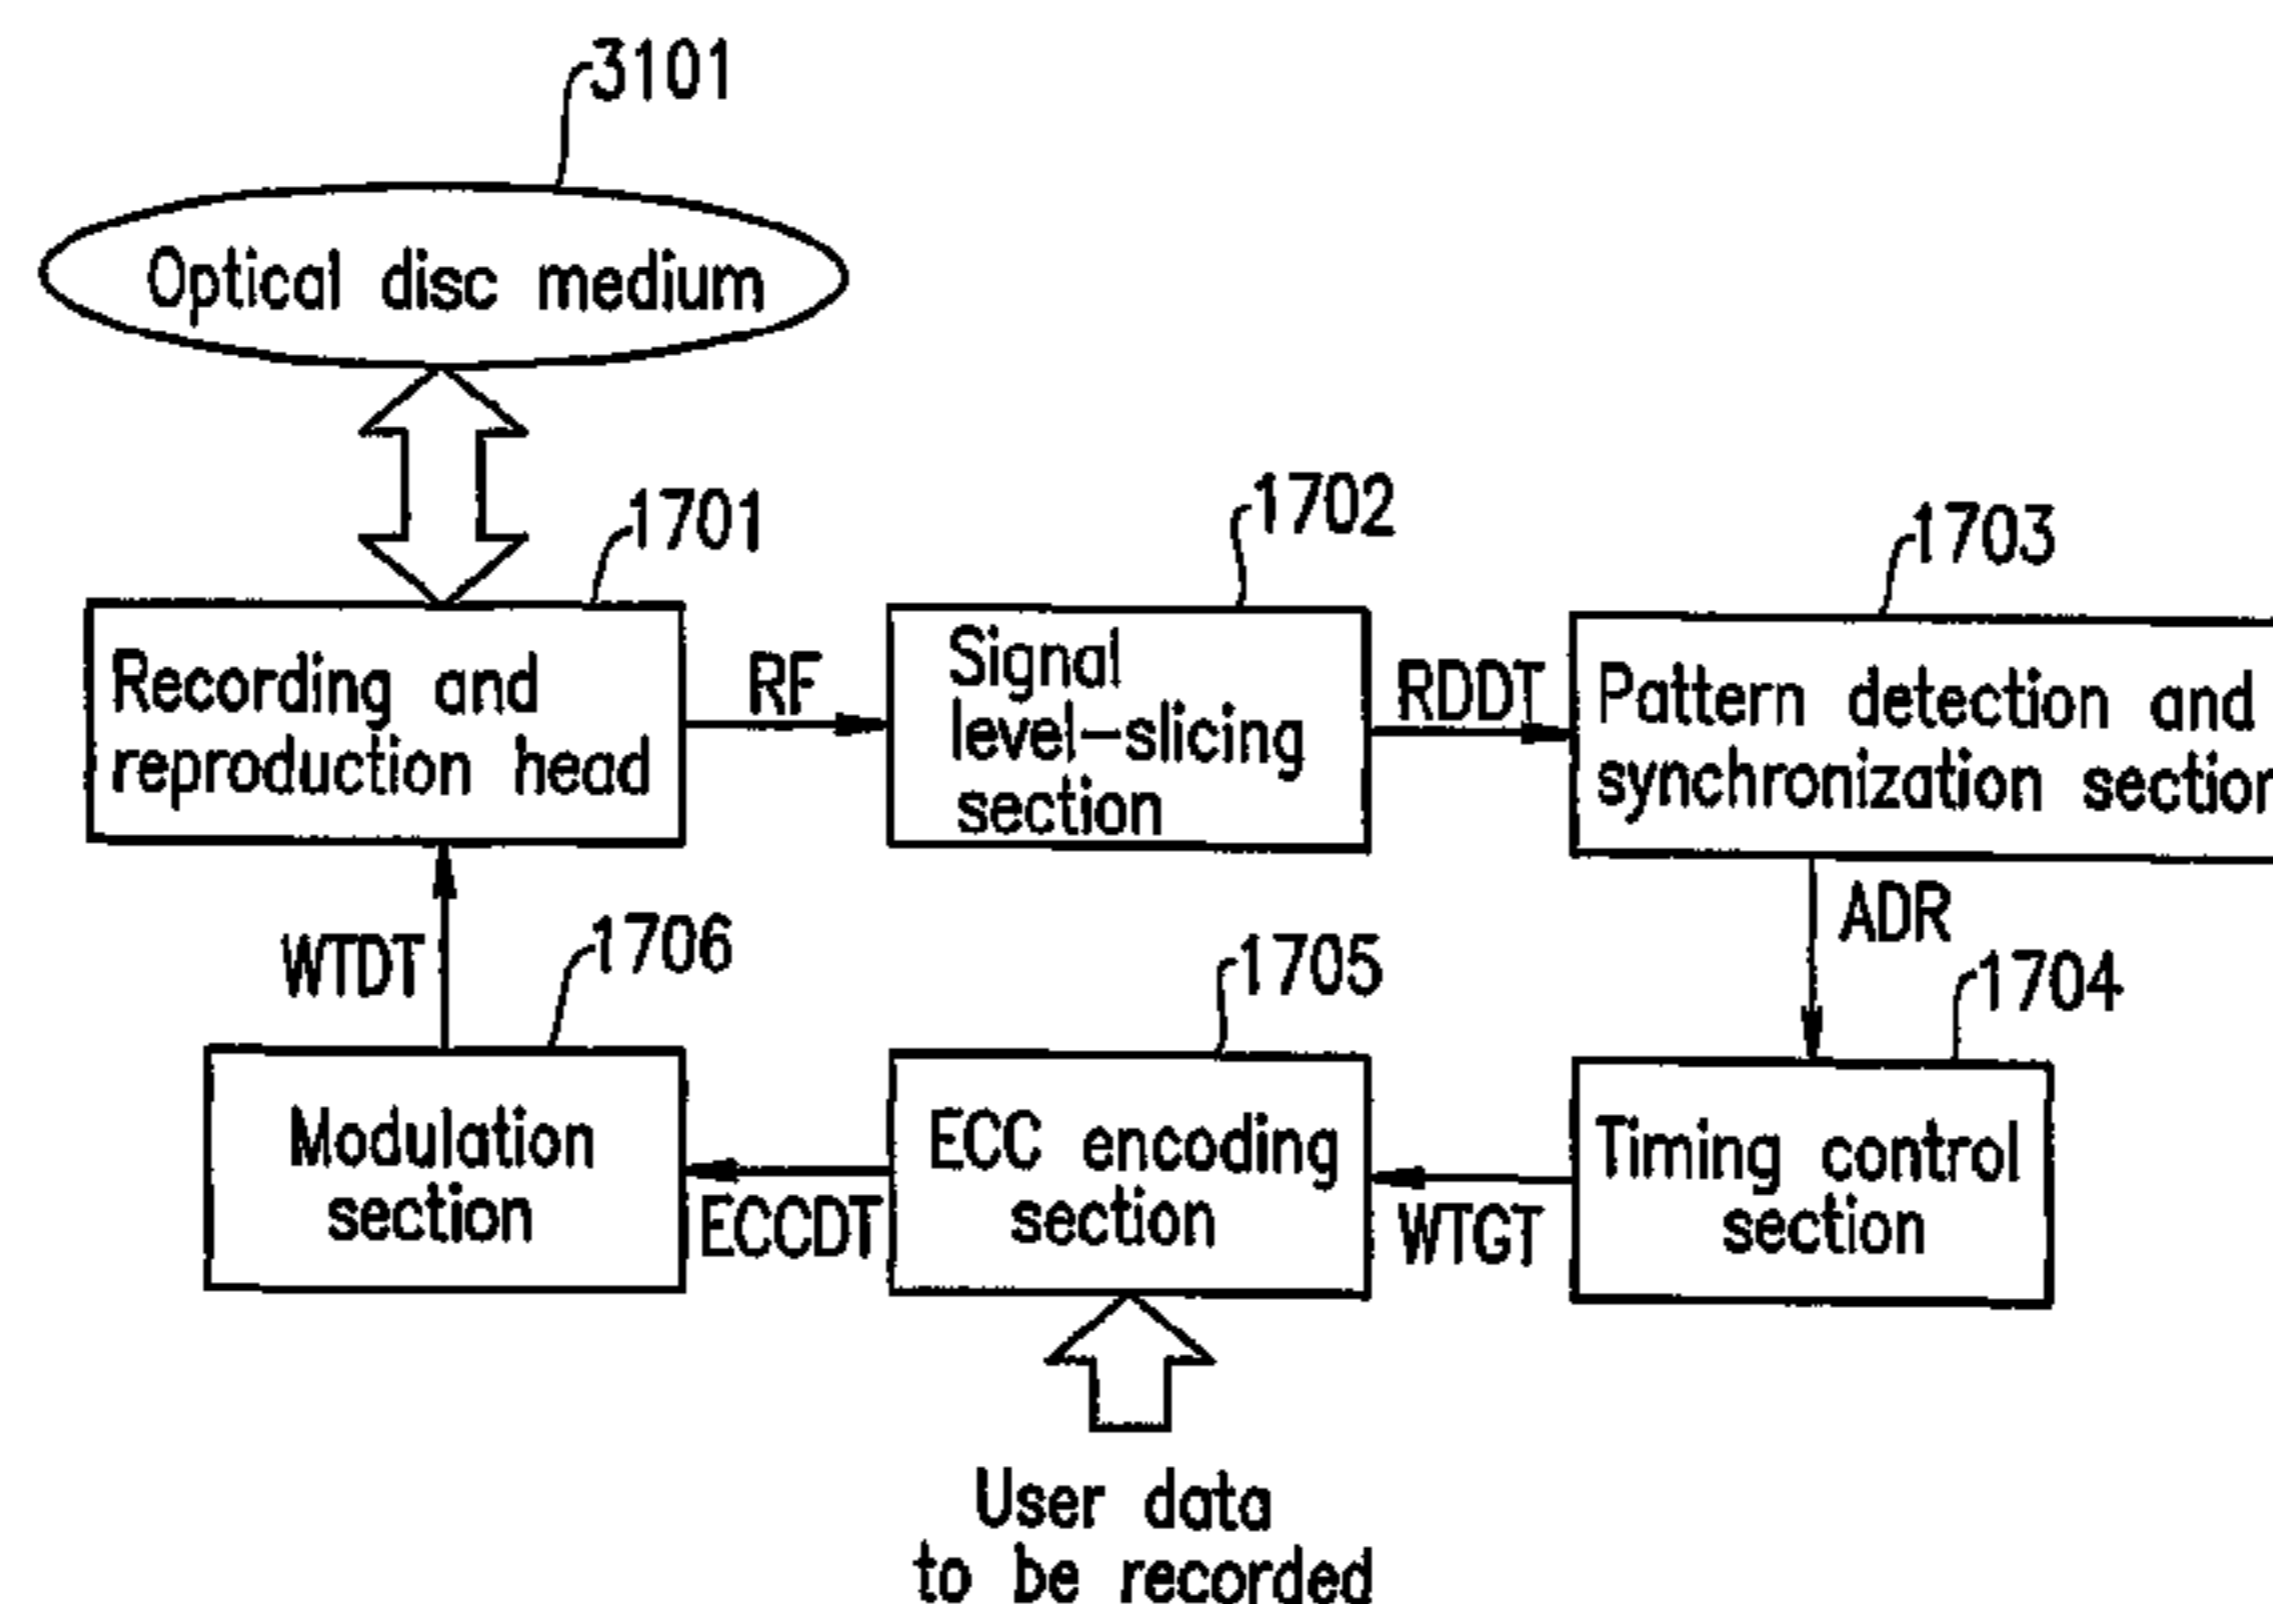 3101
Optical disc medium
1701
1702
1703
Recording and
reproduction head
RF
Signal
level-slicing
section
RDDT
Pattern detection and
synchronization section
WTDT
1706
1705
ADR
1704
Modulation
section
ECCDT
ECC encoding
section
WTGT
Timing control
section
User data
to be recorded